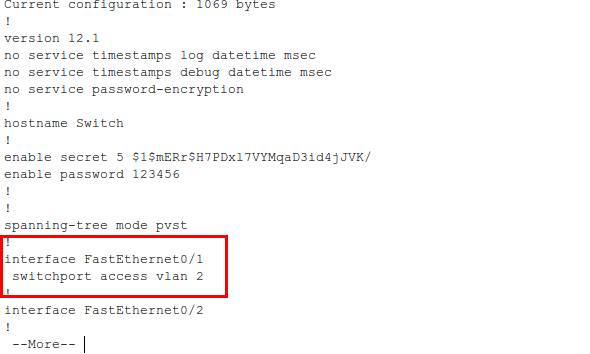 Current configuration : 1069 bytes
!
version 12.1
no service timestamps log datetime msec
no service timestamps debug datetime msec
no service password-encryption
!
hostname Switch
!
enable secret 5 $1$mERr$H7PDxl7VYMqaD3id4jJVK/
enable password 123456
!
!
spanning-tree mode pvst
!
interface FastEthernet0/1
 switchport access vlan 2
!
interface FastEthernet0/2
!
 --More--